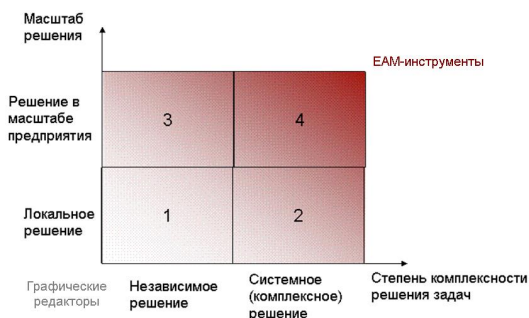 Масштаб
решения
EAM-инструменты
Решение в
масштабе
предприятия
3
4
Локальное
решение
1
2
Графические
редакторы
Независимое
решение
Системное
(комплексное)
решение
Степень комплексности
решения задач